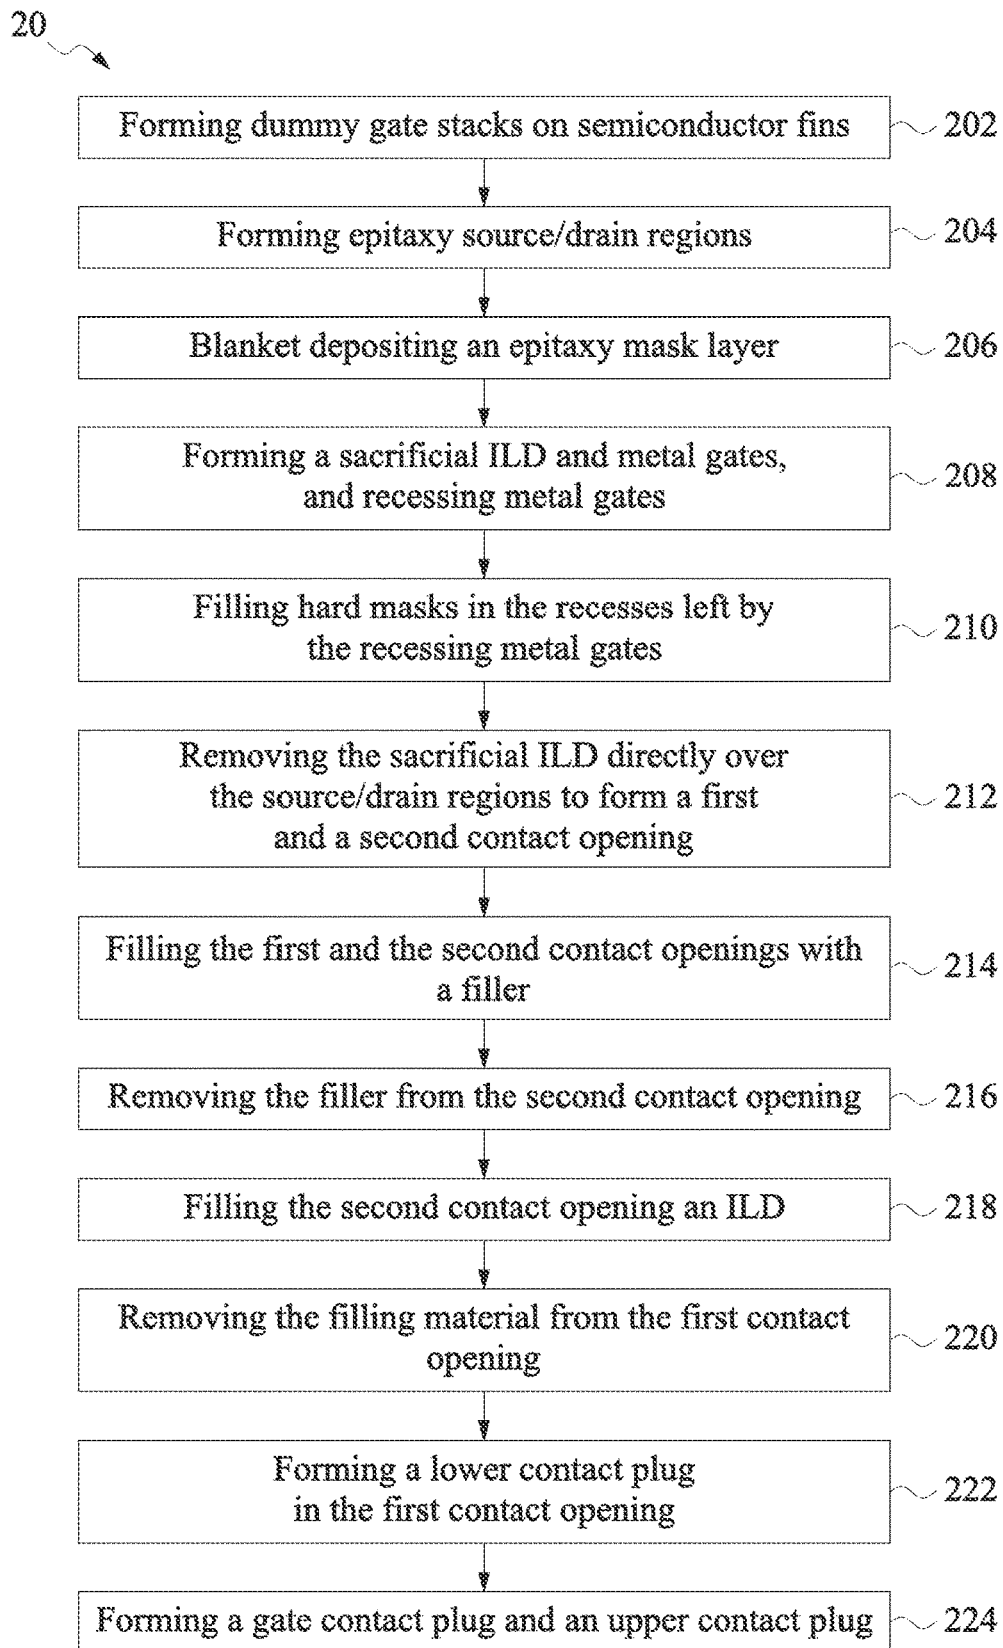 20
Forming dummy gate stacks on semiconductor fins
202
Forming epitaxy source/drain regions
204
Blanket depositing an epitaxy mask layer
206
Forming a sacrificial ILD and metal gates,
and recessing metal gates
208
Filling hard masks in the recesses left by
the recessing metal gates
210
Removing the sacrificial ILD directly over
the source/drain regions to form a first
and a second contact opening
212
Filling the first and the second contact openings with
a filler
214
Removing the filler from the second contact opening
216
Filling the second contact opening an ILD
218
Removing the filling material from the first contact
opening
220
Forming a lower contact plug
in the first contact opening
222
Forming a gate contact plug and an upper contact plug
224